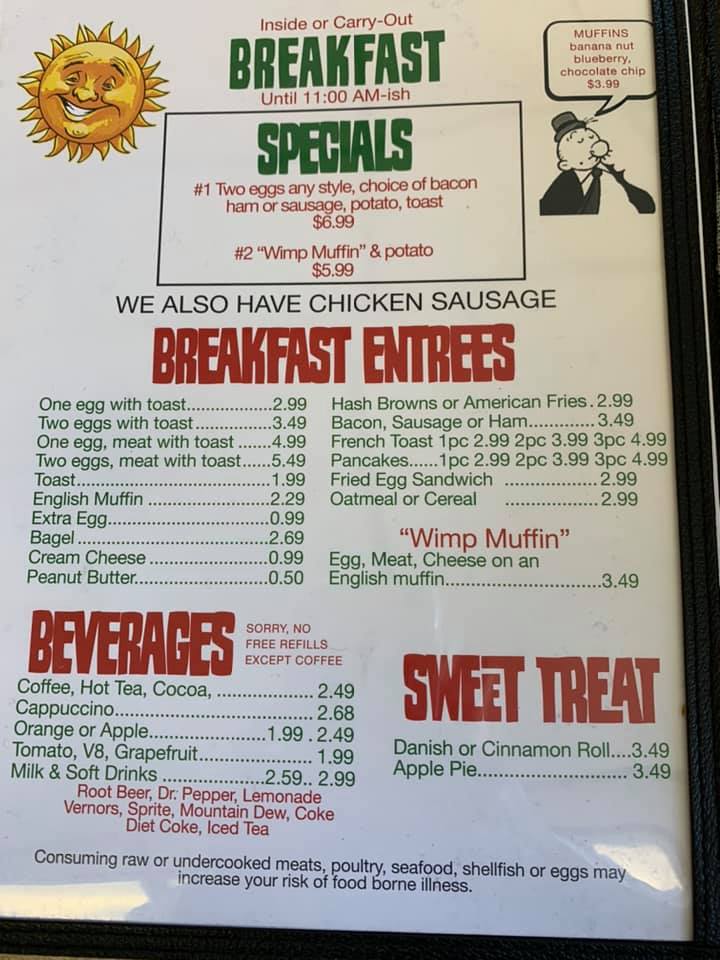 Inside or Carry-Out
BREAKFAST
Until 11:00 AM-ish
MUFFINS
banana nut
blueberry,
chocolate chip
$3.99
SPECIALS
#1 Two eggs any style, choice of bacon
ham or sausage, potato, toast
$6.99
#2 “Wimp Muffin” & potato
$5.99
WE ALSO HAVE CHICKEN SAUSAGE
BREAKFAST ENTREES
One egg with toast..................2.99
Two eggs with toast................3.49
One egg, meat with toast ......4.99
Two eggs, meat with toast.....5.49
Toast.........................................1.99
English Muffin ..........................2.29
Extra Egg..................................0.99
Bagel........................................2.69
Cream Cheese.........................0.99
Peanut Butter...........................0.50
Hash Browns or American Fries.2.99
Bacon, Sausage or Ham.............3.49
French Toast 1pc 2.99 2pc 3.99 3pc 4.99
Pancakes......1pc 2.99 2pc 3.99 3pc 4.99
Fried Egg Sandwich ..................2.99
Oatmeal or Cereal ..................2.99
“Wimp Muffin”
Egg, Meat, Cheese on an
English muffin................................3.49
BEVERAGES
SORRY, NO
FREE REFILLS
EXCEPT COFFEE
Coffee, Hot Tea, Cocoa, ....................2.49
Cappuccino..........................................2.68
Orange or Apple.........................1.99.2.49
Tomato, V8, Grapefruit........................1.99
Milk & Soft Drinks ......................2.59..2.99
Root Beer, Dr. Pepper, Lemonade
Vernors, Sprite, Mountain Dew, Coke
Diet Coke, Iced Tea
SWEET TREAT
Danish or Cinnamon Roll....3.49
Apple Pie.............................. 3.49
Consuming raw or undercooked meats, poultry, seafood, shellfish or eggs may
increase your risk of food borne illness.